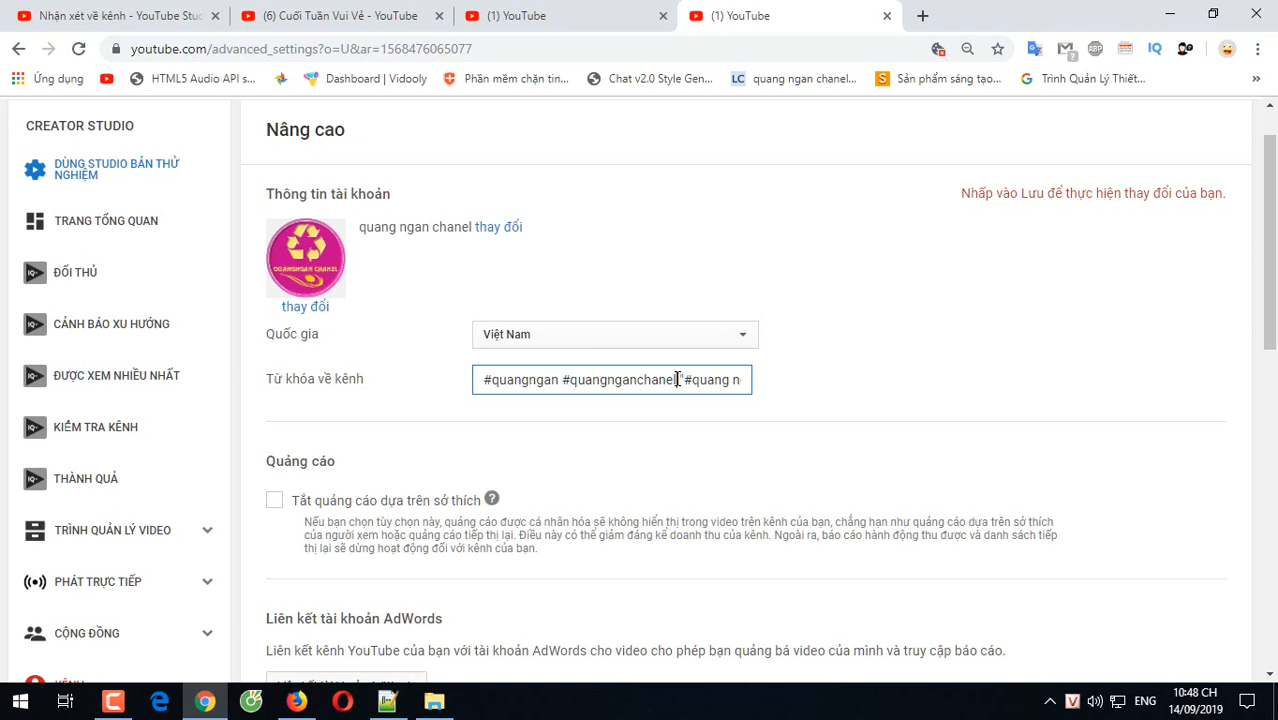 Nhận xét về kênh - YouTube Stu
(6) Cuối Tuần Vui Vẻ - YouTube
(1) YouTube
(1) YouTube
youtube.com/advanced_settings?o=U&ar=1568476065077
Ứng dụng
HTML5 Audio API s...
Dashboard | Vidooly
Phần mềm chặn tin...
Chat v2.0 Style Gen...
LC quang ngan chanel...
Sản phẩm sáng tạo...
Trình Quản Lý Thiết...
CREATOR STUDIO
DÙNG STUDIO BẢN THỬ
NGHIỆM
TRANG TỔNG QUAN
ĐỐI THỦ
CẢNH BÁO XU HƯỚNG
ĐƯỢC XEM NHIỀU NHẤT
KIỂM TRA KÊNH
THÀNH QUẢ
TRÌNH QUẢN LÝ VIDEO
PHÁT TRỰC TIẾP
CỘNG ĐỒNG
Nâng cao
Thông tin tài khoản
Nhấp vào Lưu để thực hiện thay đổi của bạn.
QUANGNGAN CHANEL
quang ngan chanel thay đổi
thay đổi
Quốc gia
Việt Nam
Từ khóa về kênh
#quangngan #quangnganchanel "#quang n
Quảng cáo
Tắt quảng cáo dựa trên sở thích
Nếu bạn chọn tùy chọn này, quảng cáo được cá nhân hóa sẽ không hiển thị trong video trên kênh của bạn, chẳng hạn như quảng cáo dựa trên sở thích
của người xem hoặc quảng cáo tiếp thị lại. Điều này có thể giảm đáng kể doanh thu của kênh. Ngoài ra, báo cáo hành động thu được và danh sách tiếp
thị lại sẽ dừng hoạt động đối với kênh của bạn.
Liên kết tài khoản AdWords
Liên kết kênh YouTube của bạn với tài khoản AdWords cho video cho phép bạn quảng bá video của mình và truy cập báo cáo.
ENG
10:48 CH
14/09/2019